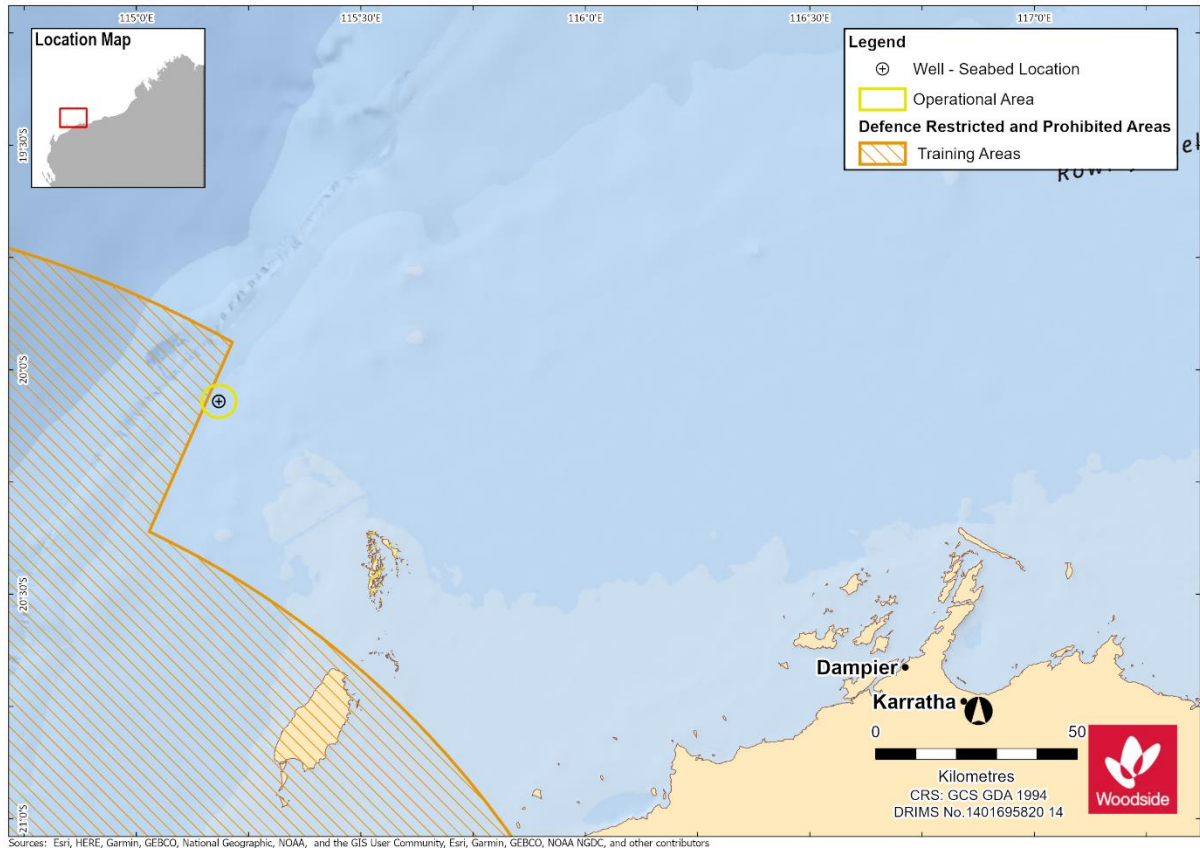 115°0'E
115°30'E
116°0'E
116°30'E
117°0'E
Location Map
Legend
Well - Seabed Location
Operational Area
Defence Restricted and Prohibited Areas
Training Areas
19°30'S
20°0'S
20°30'S
21°0'S
Dampier
Karratha
0 50
Kilometres
CRS: GCS GDA 1994
DRIMS No.1401695820 14
Woodside
Sources: Esri, HERE, Garmin, GEBCO, National Geographic, NOAA, and the GIS User Community, Esri, Garmin, GEBCO, NOAA NGDC, and other contributors